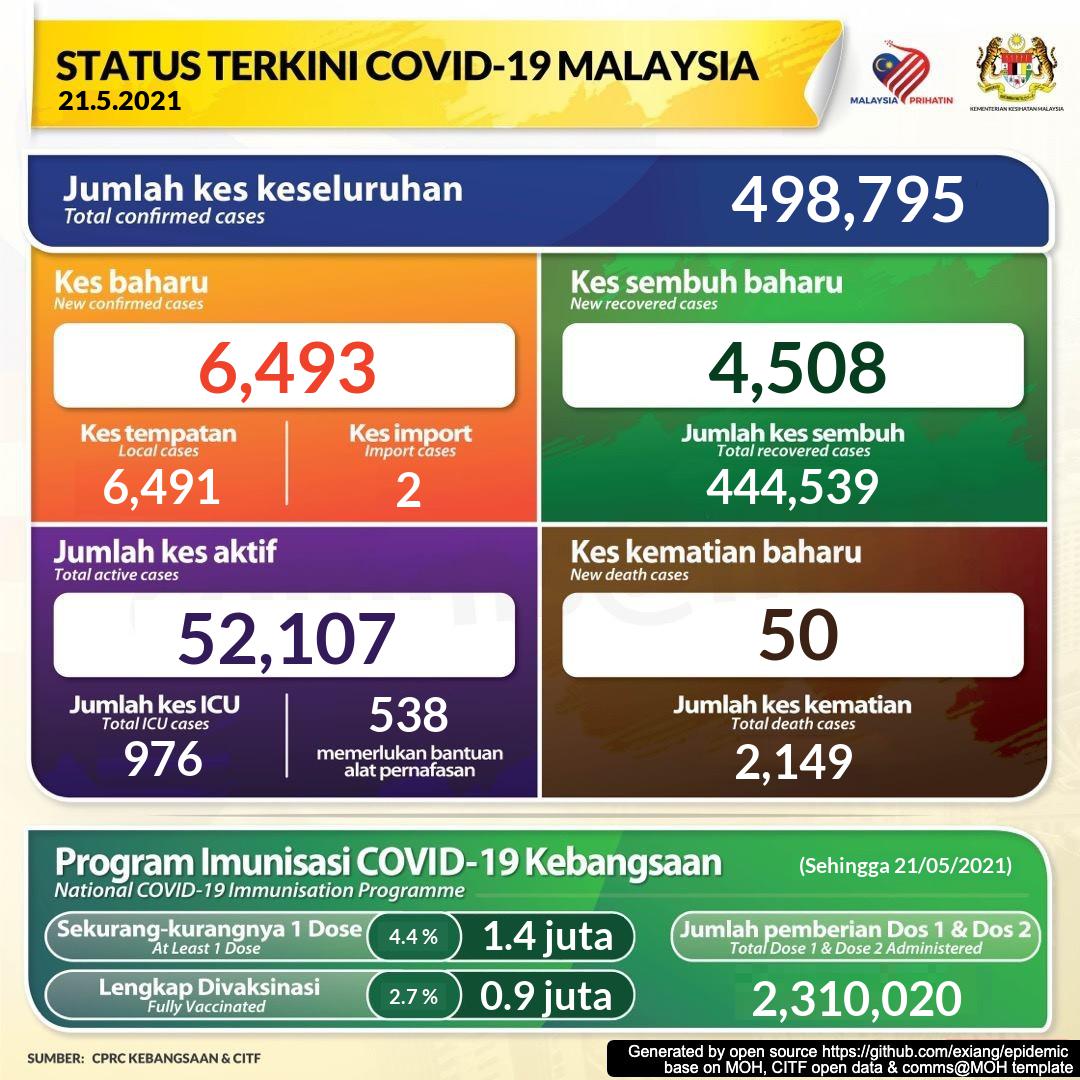 STATUS TERKINI COVID-19 MALAYSIA
21.5.2021
MALAYSIA PRIHATIN
KEMENTERIAN KESIHATAN MALAYSIA
Jumlah kes keseluruhan
Total confirmed cases
498,795
Kes baharu
New confirmed cases
6,493
Kes tempatan
Local cases
6,491
Kes import
Import cases
2
Kes sembuh baharu
New recovered cases
4,508
Jumlah kes sembuh
Total recovered cases
444,539
Jumlah kes aktif
Total active cases
52,107
Jumlah kes ICU
Total ICU cases
976
538
memerlukan bantuan
alat pernafasan
Kes kematian baharu
New death cases
50
Jumlah kes kematian
Total death cases
2,149
Program Imunisasi COVID-19 Kebangsaan
National COVID-19 Immunisation Programme
(Sehingga 21/05/2021)
Sekurang-kurangnya 1 Dose
At Least 1 Dose
4.4 %
1.4 juta
Lengkap Divaksinasi
Fully Vaccinated
2.7 %
0.9 juta
Jumlah pemberian Dos 1 & Dos 2
Total Dose 1 & Dose 2 Administered
2,310,020
SUMBER: CPRC KEBANGSAAN & CITF
Generated by open source https://github.com/exiang/epidemic
base on MOH, CITF open data & comms@MOH template